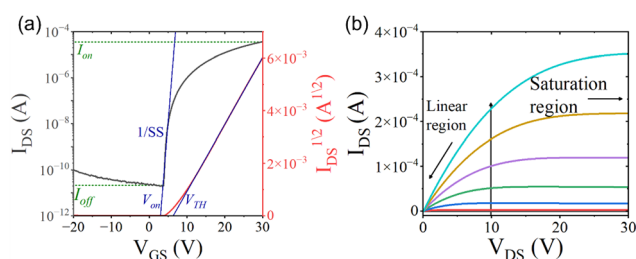 (a)
10⁻⁴
10⁻⁶
10⁻⁸
10⁻¹⁰
10⁻¹²
I_DS (A)
I_on
1/SS
I_off
V_on
V_TH
-20
-10
0
10
20
30
V_GS (V)
6×10⁻³
4×10⁻³
2×10⁻³
0
I_DS^1\2 (A^1\2)
(b)
4×10⁻⁴
3×10⁻⁴
2×10⁻⁴
1×10⁻⁴
0
I_DS (A)
Linear
region
Saturation
region
0
10
20
30
V_DS (V)